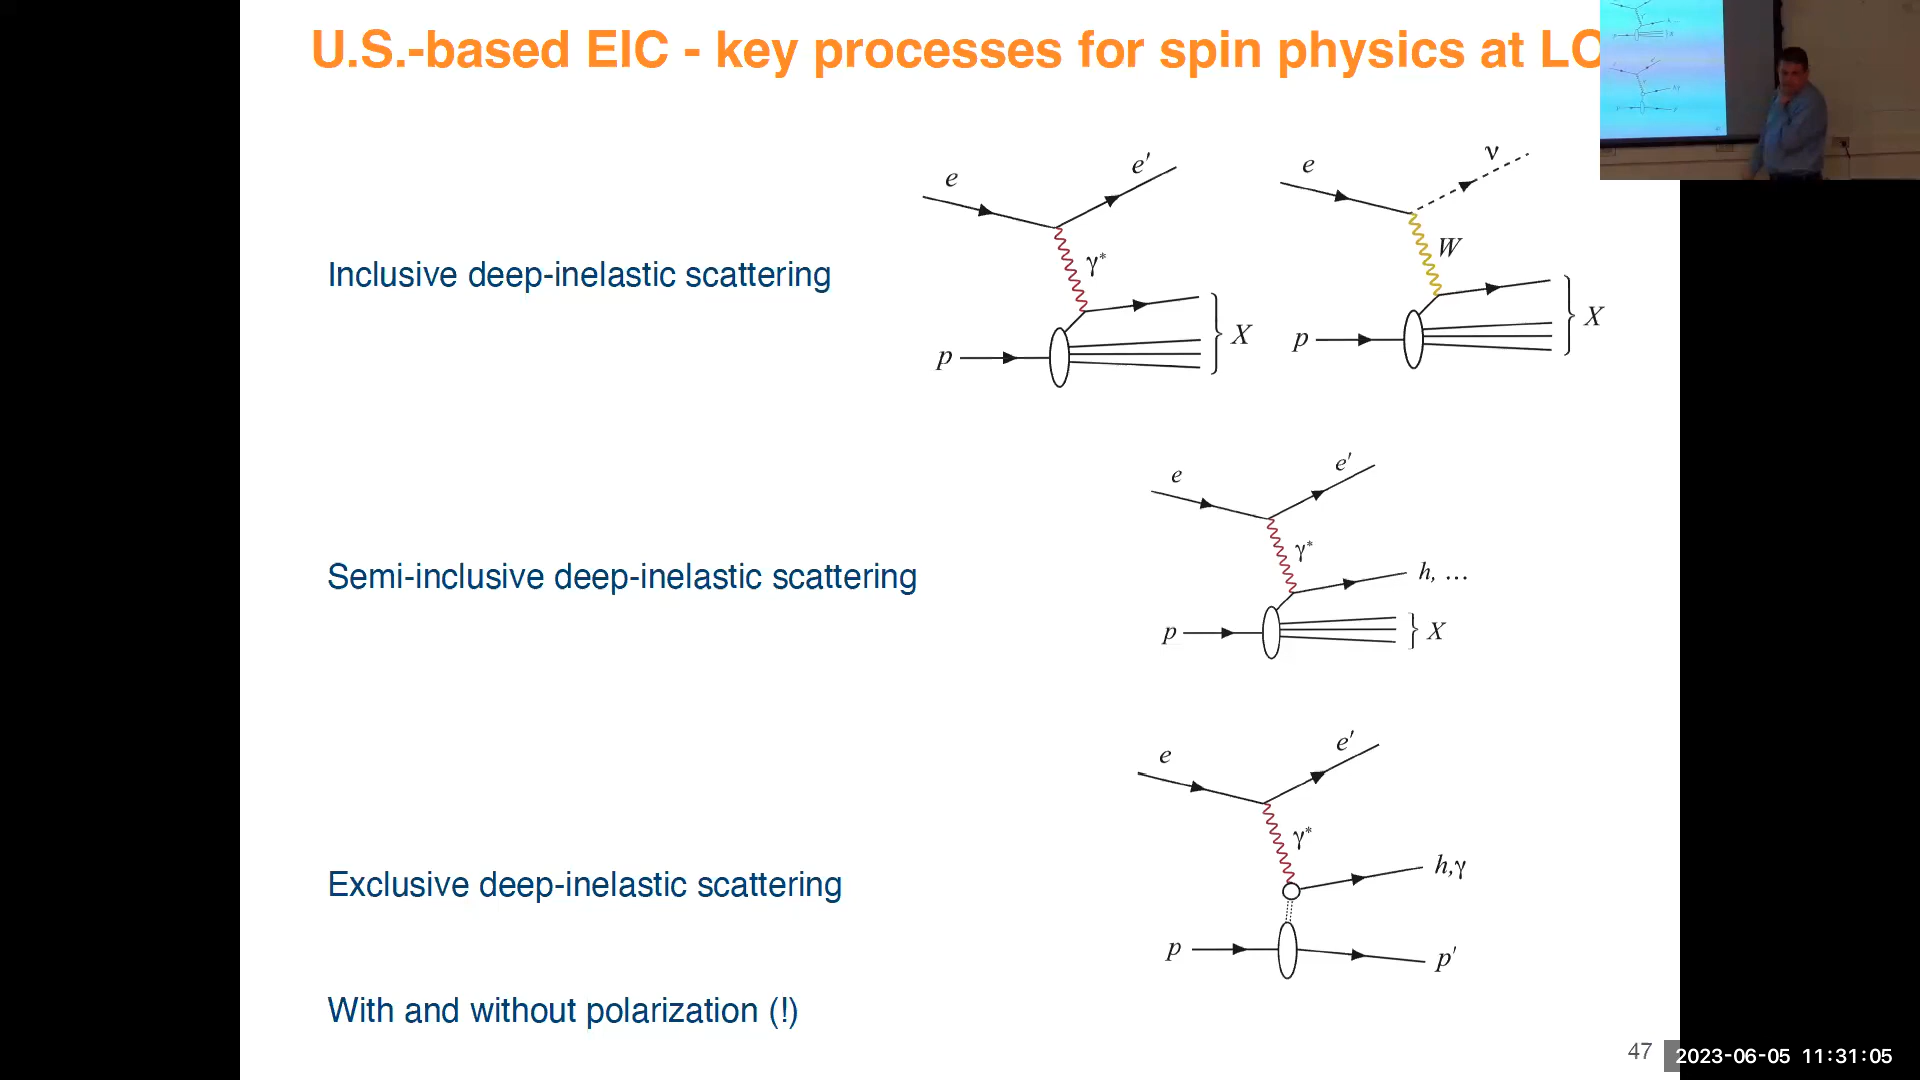 U.S.-based EIC - key processes for spin physics at LO
e
e′
e
ν
Inclusive deep-inelastic scattering
γ*
W
X
X
p
p
e
e′
Semi-inclusive deep-inelastic scattering
γ*
h, ...
p
X
e
e′
γ*
Exclusive deep-inelastic scattering
h,γ
p
p′
With and without polarization (!)
47
2023-06-05 11:31:05